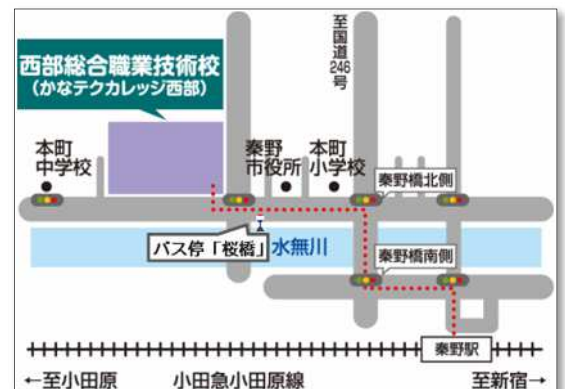 西部総合職業技術校
(かなテクカレッジ西部)
至国道246号
本町
中学校
秦野
市役所
本町
小学校
秦野橋北側
バス停「桜橋」
水無川
秦野橋南側
秦野駅
←至小田原
小田急小田原線
至新宿→